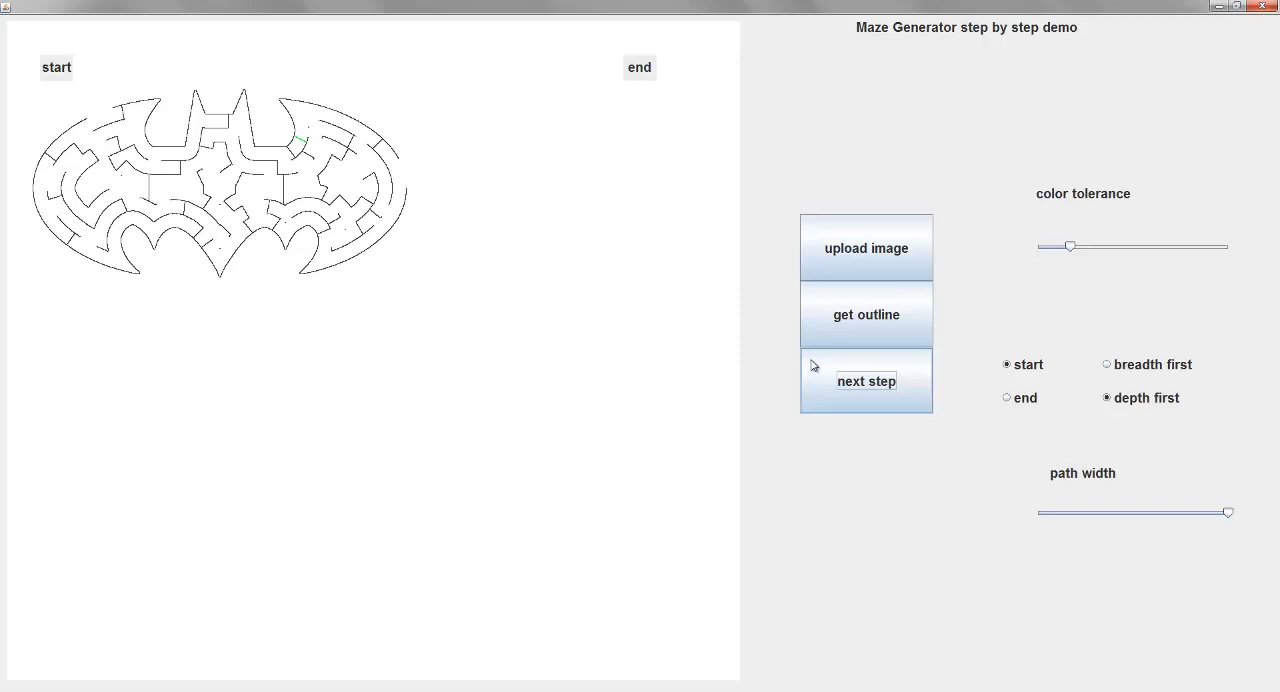 Maze Generator step by step demo
start
end
color tolerance
upload image
get outline
next step
start
breadth first
end
depth first
path width